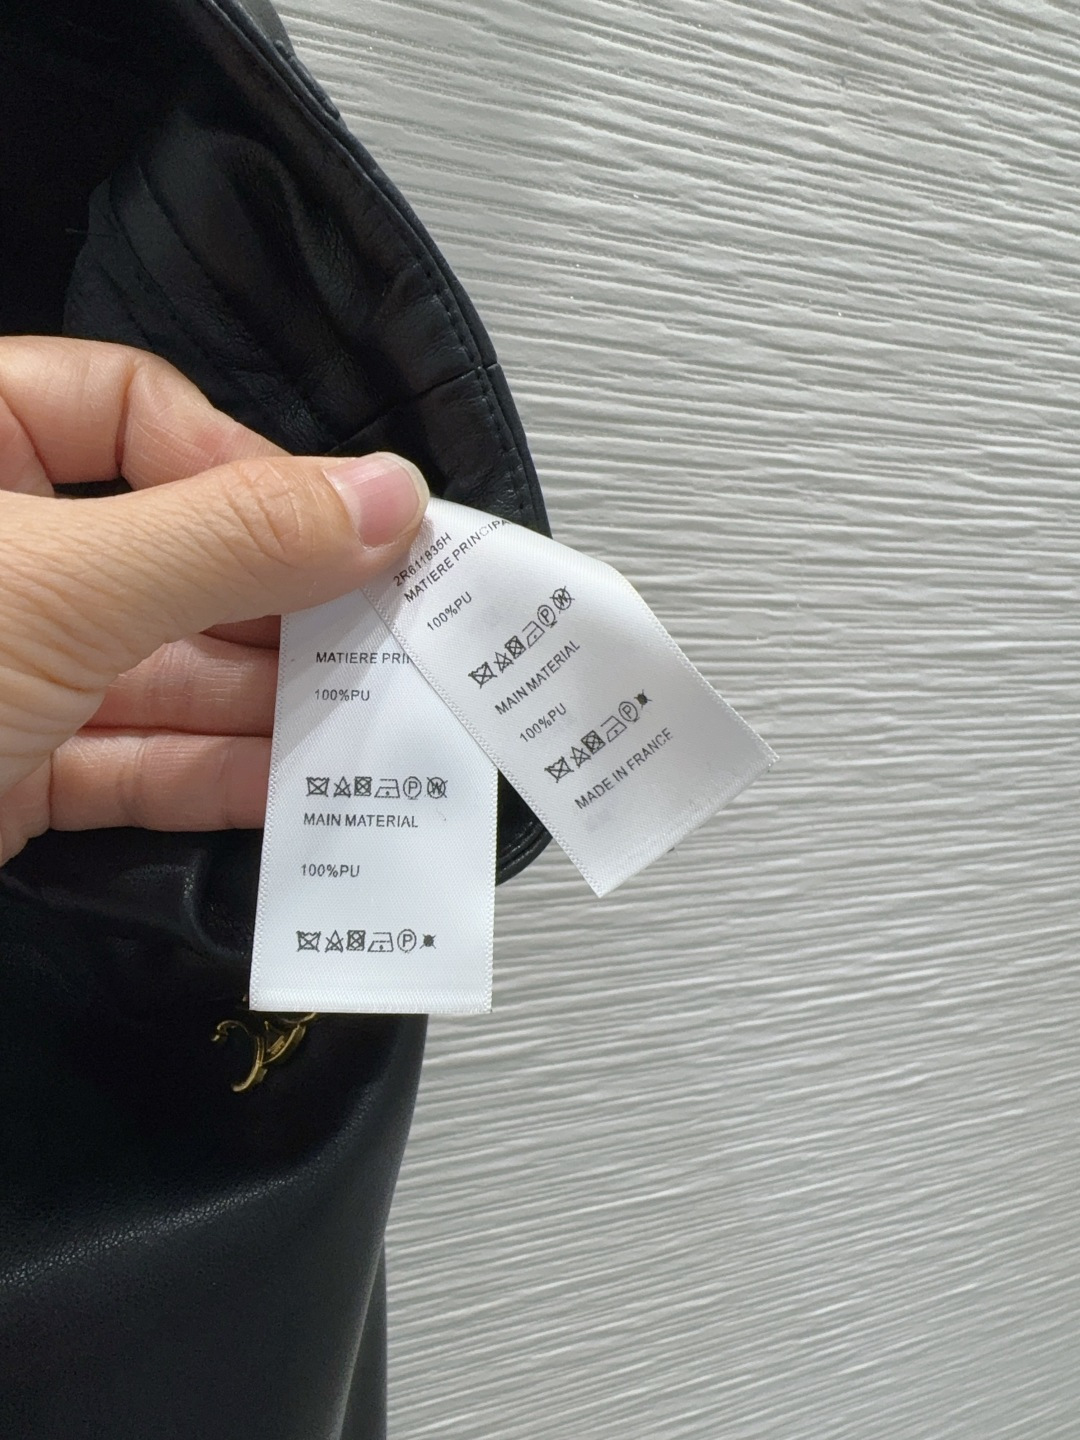 2R611835H
MATIERE PRINCIPA
100%PU
MAIN MATERIAL
100%PU
MADE IN FRANCE
MATIERE PRIN
100%PU
MAIN MATERIAL
100%PU